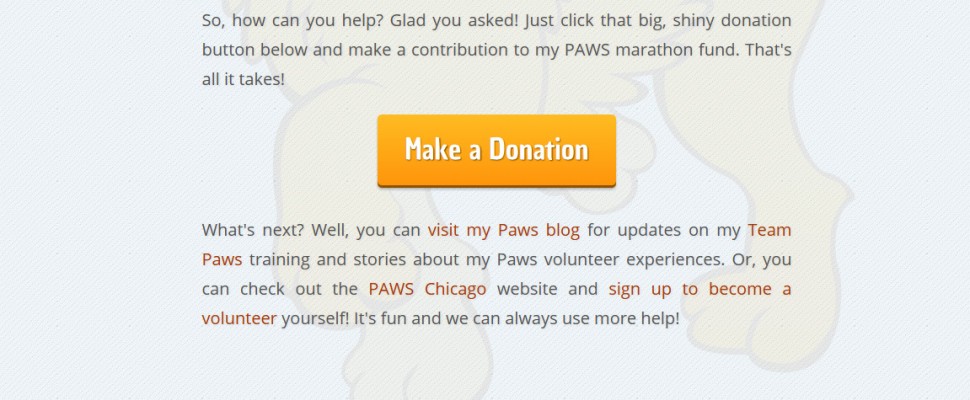 So, how can you help? Glad you asked! Just click that big, shiny donation
button below and make a contribution to my PAWS marathon fund. That's
all it takes!
Make a Donation
What's next? Well, you can visit my Paws blog for updates on my Team
Paws training and stories about my Paws volunteer experiences. Or, you
can check out the PAWS Chicago website and sign up to become a
volunteer yourself! It's fun and we can always use more help!